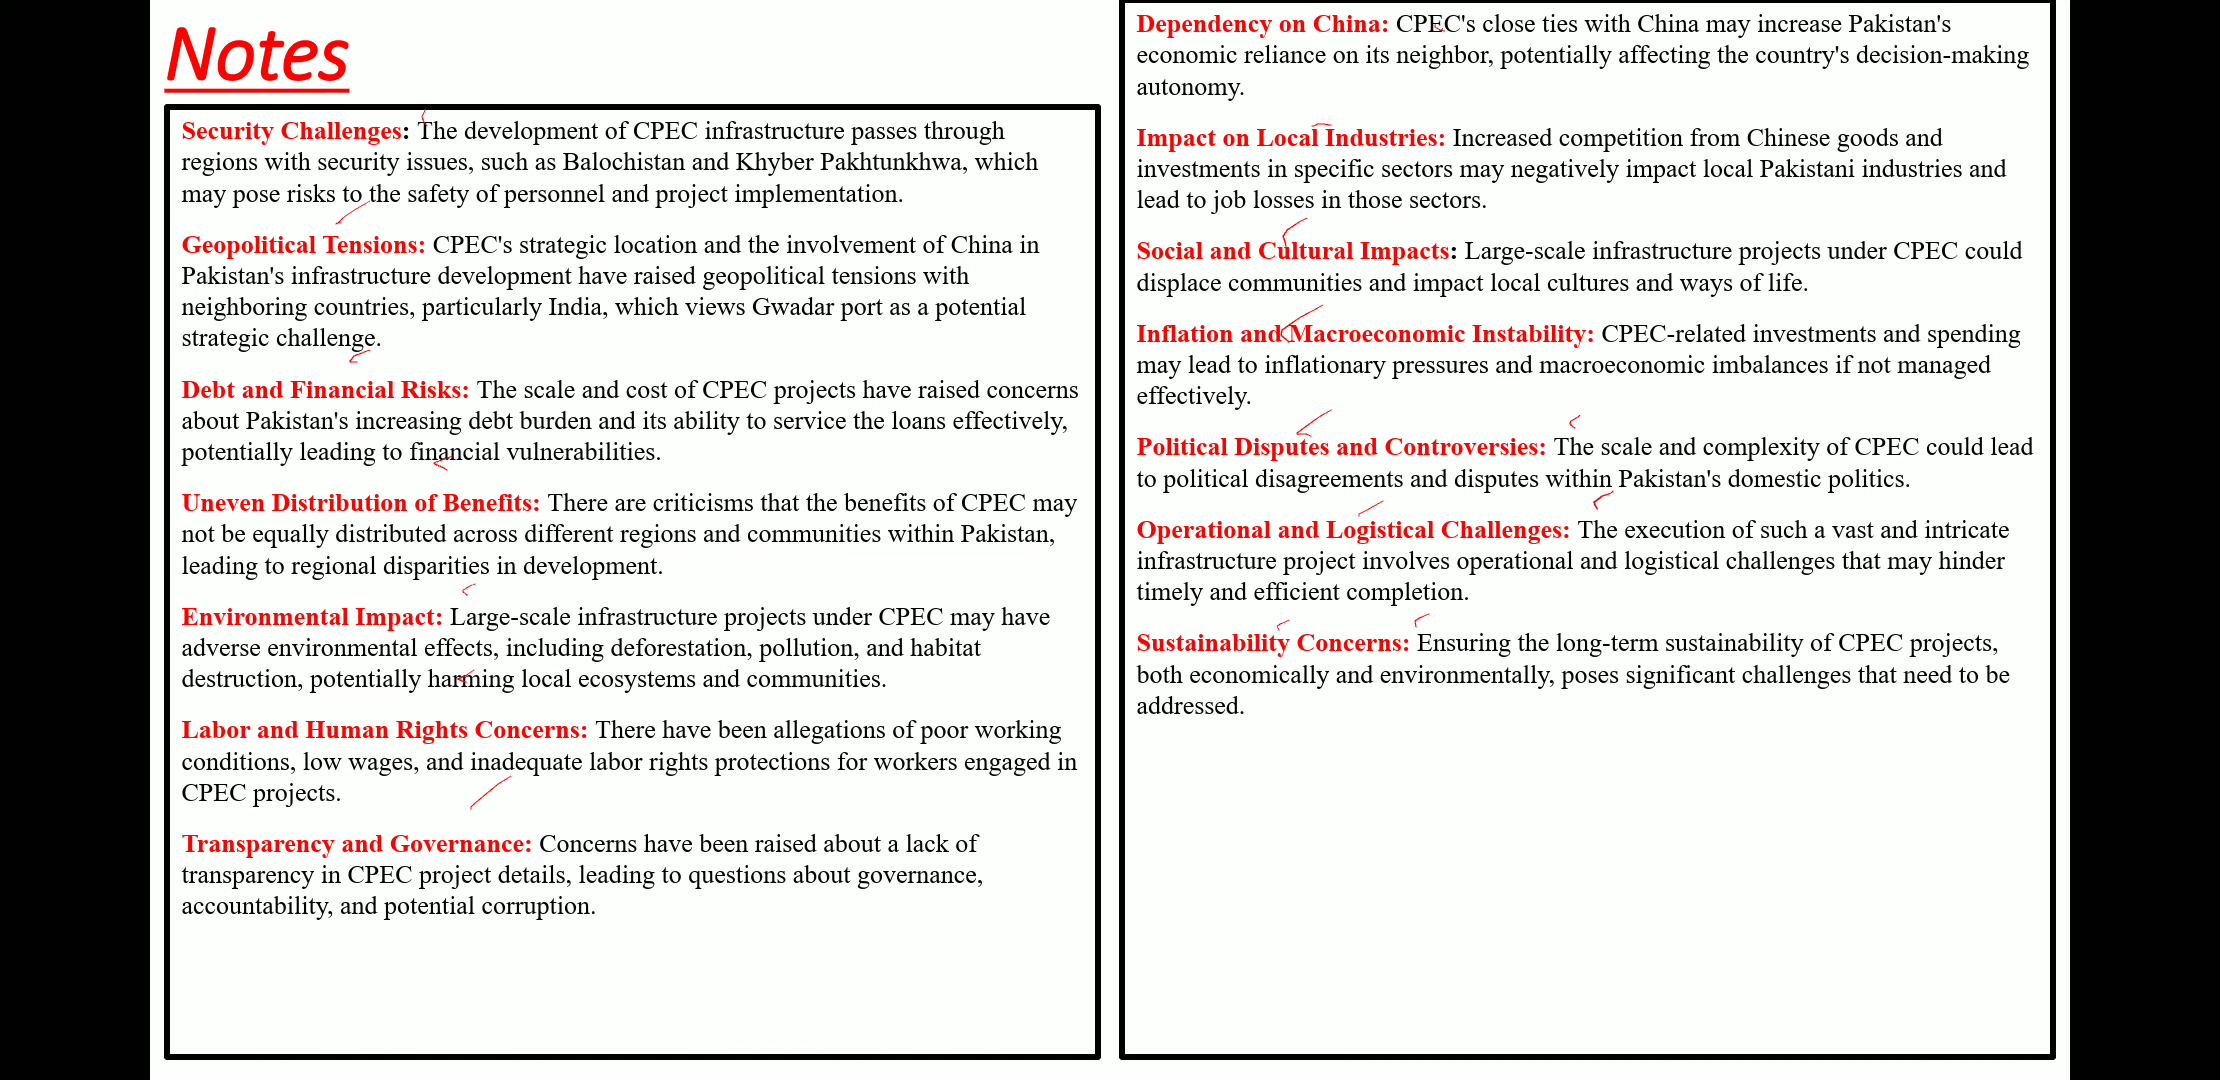 Notes
Security Challenges: The development of CPEC infrastructure passes through
regions with security issues, such as Balochistan and Khyber Pakhtunkhwa, which
may pose risks to the safety of personnel and project implementation.
Geopolitical Tensions: CPEC's strategic location and the involvement of China in
Pakistan's infrastructure development have raised geopolitical tensions with
neighboring countries, particularly India, which views Gwadar port as a potential
strategic challenge.
Debt and Financial Risks: The scale and cost of CPEC projects have raised concerns
about Pakistan's increasing debt burden and its ability to service the loans effectively,
potentially leading to financial vulnerabilities.
Uneven Distribution of Benefits: There are criticisms that the benefits of CPEC may
not be equally distributed across different regions and communities within Pakistan,
leading to regional disparities in development.
Environmental Impact: Large-scale infrastructure projects under CPEC may have
adverse environmental effects, including deforestation, pollution, and habitat
destruction, potentially harming local ecosystems and communities.
Labor and Human Rights Concerns: There have been allegations of poor working
conditions, low wages, and inadequate labor rights protections for workers engaged in
CPEC projects.
Transparency and Governance: Concerns have been raised about a lack of
transparency in CPEC project details, leading to questions about governance,
accountability, and potential corruption.
Dependency on China: CPEC's close ties with China may increase Pakistan's
economic reliance on its neighbor, potentially affecting the country's decision-making
autonomy.
Impact on Local Industries: Increased competition from Chinese goods and
investments in specific sectors may negatively impact local Pakistani industries and
lead to job losses in those sectors.
Social and Cultural Impacts: Large-scale infrastructure projects under CPEC could
displace communities and impact local cultures and ways of life.
Inflation and Macroeconomic Instability: CPEC-related investments and spending
may lead to inflationary pressures and macroeconomic imbalances if not managed
effectively.
Political Disputes and Controversies: The scale and complexity of CPEC could lead
to political disagreements and disputes within Pakistan's domestic politics.
Operational and Logistical Challenges: The execution of such a vast and intricate
infrastructure project involves operational and logistical challenges that may hinder
timely and efficient completion.
Sustainability Concerns: Ensuring the long-term sustainability of CPEC projects,
both economically and environmentally, poses significant challenges that need to be
addressed.